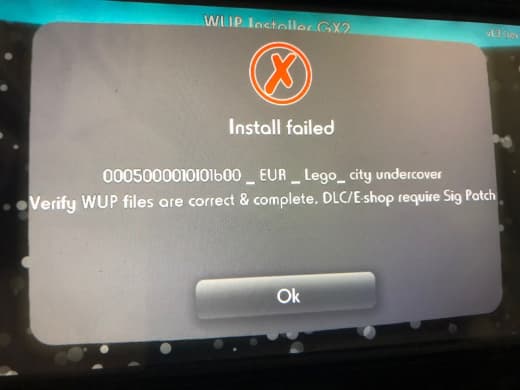 WUP Installer GX2
Install failed
0005000010101b00 _ EUR _ Lego_ city undercover
Verify WUP files are correct & complete. DLC/E-shop require Sig Patch
Ok